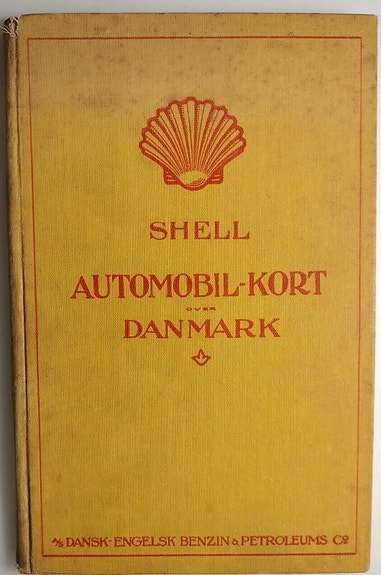 SHELL
AUTOMOBIL-KORT
OVER
DANMARK
A/S DANSK-ENGELSK BENZIN & PETROLEUMS Co